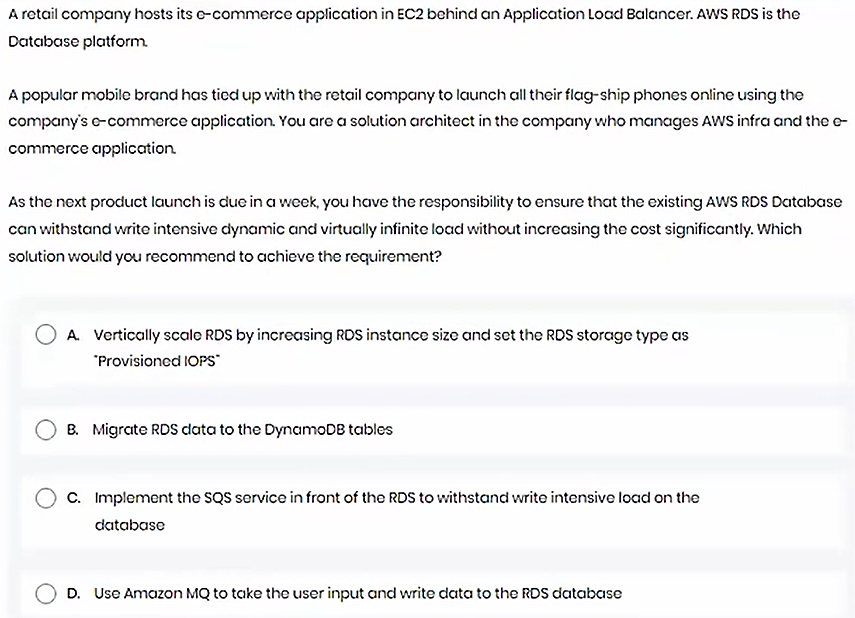 A retail company hosts its e-commerce application in EC2 behind an Application Load Balancer. AWS RDS is the
Database platform.
A popular mobile brand has tied up with the retail company to launch all their flag-ship phones online using the
company's e-commerce application. You are a solution architect in the company who manages AWS infra and the e-
commerce application.
As the next product launch is due in a week, you have the responsibility to ensure that the existing AWS RDS Database
can withstand write intensive dynamic and virtually infinite load without increasing the cost significantly. Which
solution would you recommend to achieve the requirement?
A. Vertically scale RDS by increasing RDS instance size and set the RDS storage type as
"Provisioned IOPS"
B. Migrate RDS data to the DynamoDB tables
C. Implement the SQS service in front of the RDS to withstand write intensive load on the
database
D. Use Amazon MQ to take the user input and write data to the RDS database